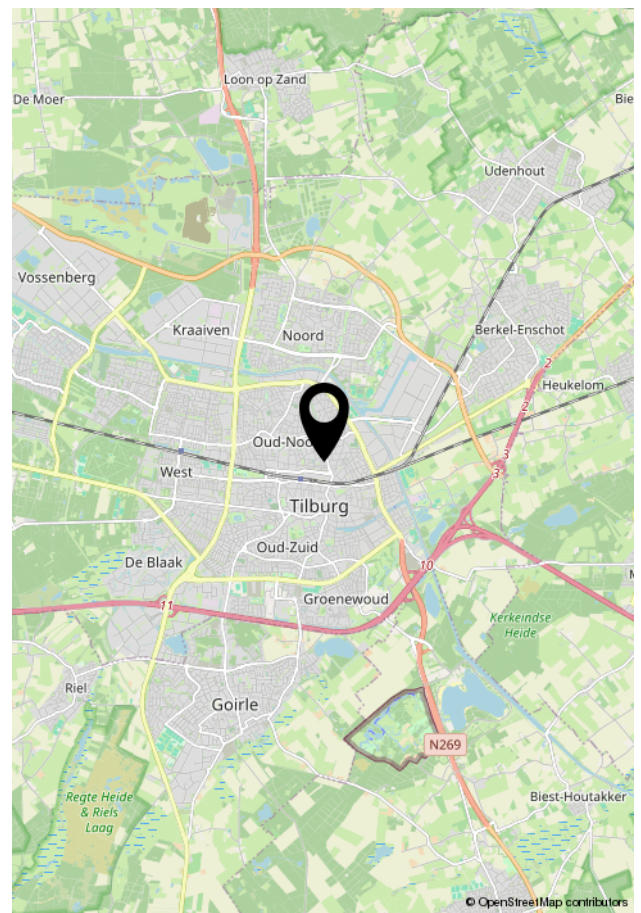 Loon op Zand
De Moer
Bie
Udenhout
Vossenberg
Kraaiven
Noord
Berkel-Enschot
2
Heukelom
2
Oud-Noo
3
West
3
Tilburg
Oud-Zuid
De Blaak
10
M
Groenewoud
11
Kerkeindse
Heide
Riel
Goirle
N269
Regte Heide
& Riels
Laag
Biest-Houtakker
© OpenStreetMap contributors